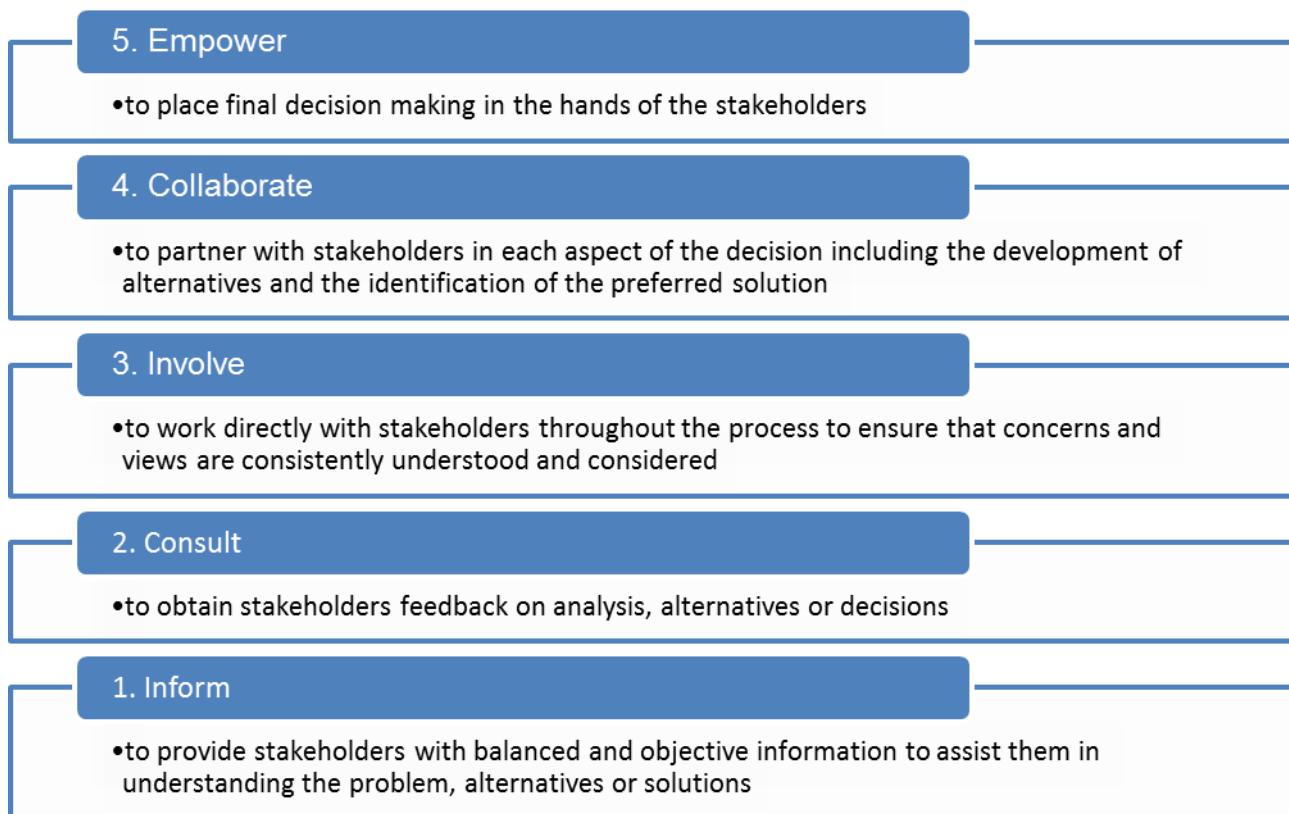 5. Empower
•to place final decision making in the hands of the stakeholders
4. Collaborate
•to partner with stakeholders in each aspect of the decision including the development of
alternatives and the identification of the preferred solution
3. Involve
•to work directly with stakeholders throughout the process to ensure that concerns and
views are consistently understood and considered
2. Consult
•to obtain stakeholders feedback on analysis, alternatives or decisions
1. Inform
•to provide stakeholders with balanced and objective information to assist them in
understanding the problem, alternatives or solutions